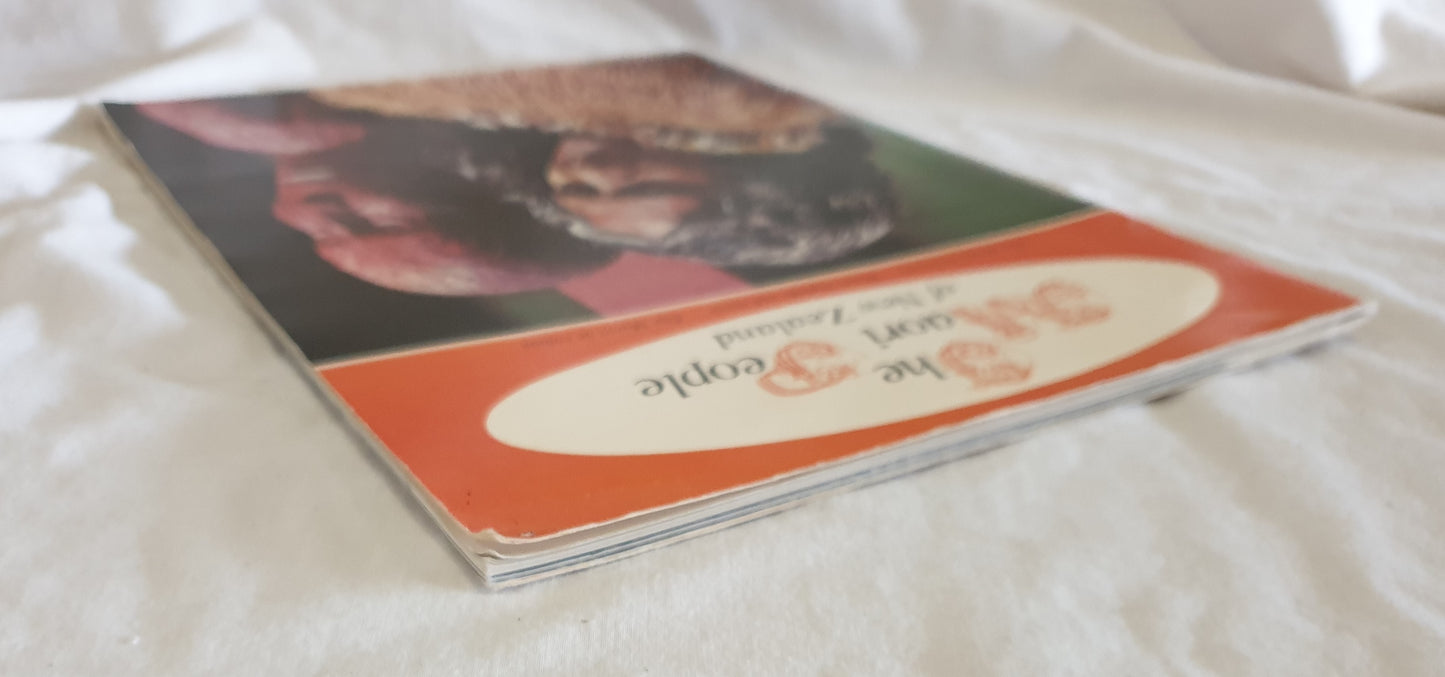 The
Maori People
of New Zealand